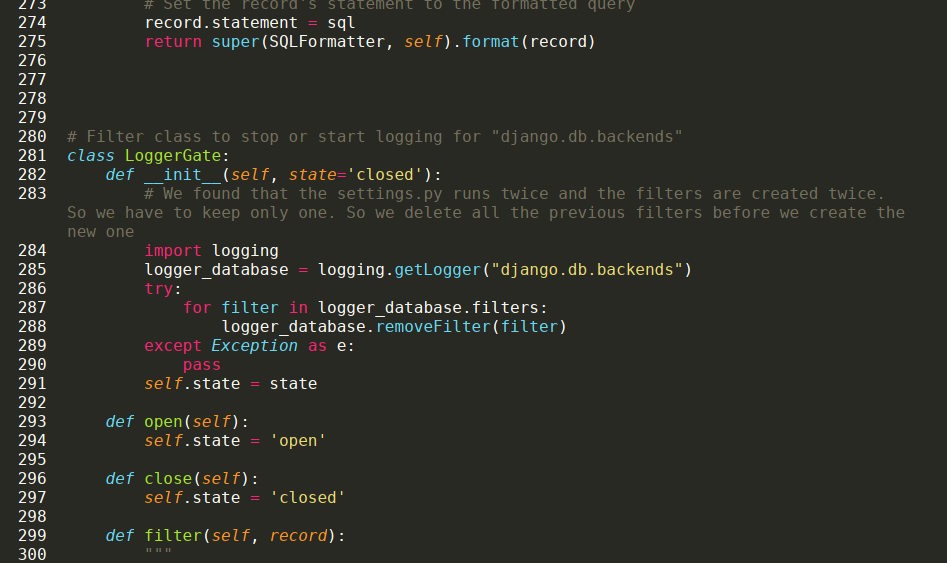 273         # Set the record's statement to the formatted query
274         record.statement = sql
275         return super(SQLFormatter, self).format(record)
276
277
278
279
280 # Filter class to stop or start logging for "django.db.backends"
281 class LoggerGate:
282     def __init__(self, state='closed'):
283         # We found that the settings.py runs twice and the filters are created twice.
So we have to keep only one. So we delete all the previous filters before we create the
new one
284         import logging
285         logger_database = logging.getLogger("django.db.backends")
286         try:
287             for filter in logger_database.filters:
288                 logger_database.removeFilter(filter)
289         except Exception as e:
290             pass
291         self.state = state
292
293     def open(self):
294         self.state = 'open'
295
296     def close(self):
297         self.state = 'closed'
298
299     def filter(self, record):
300         """